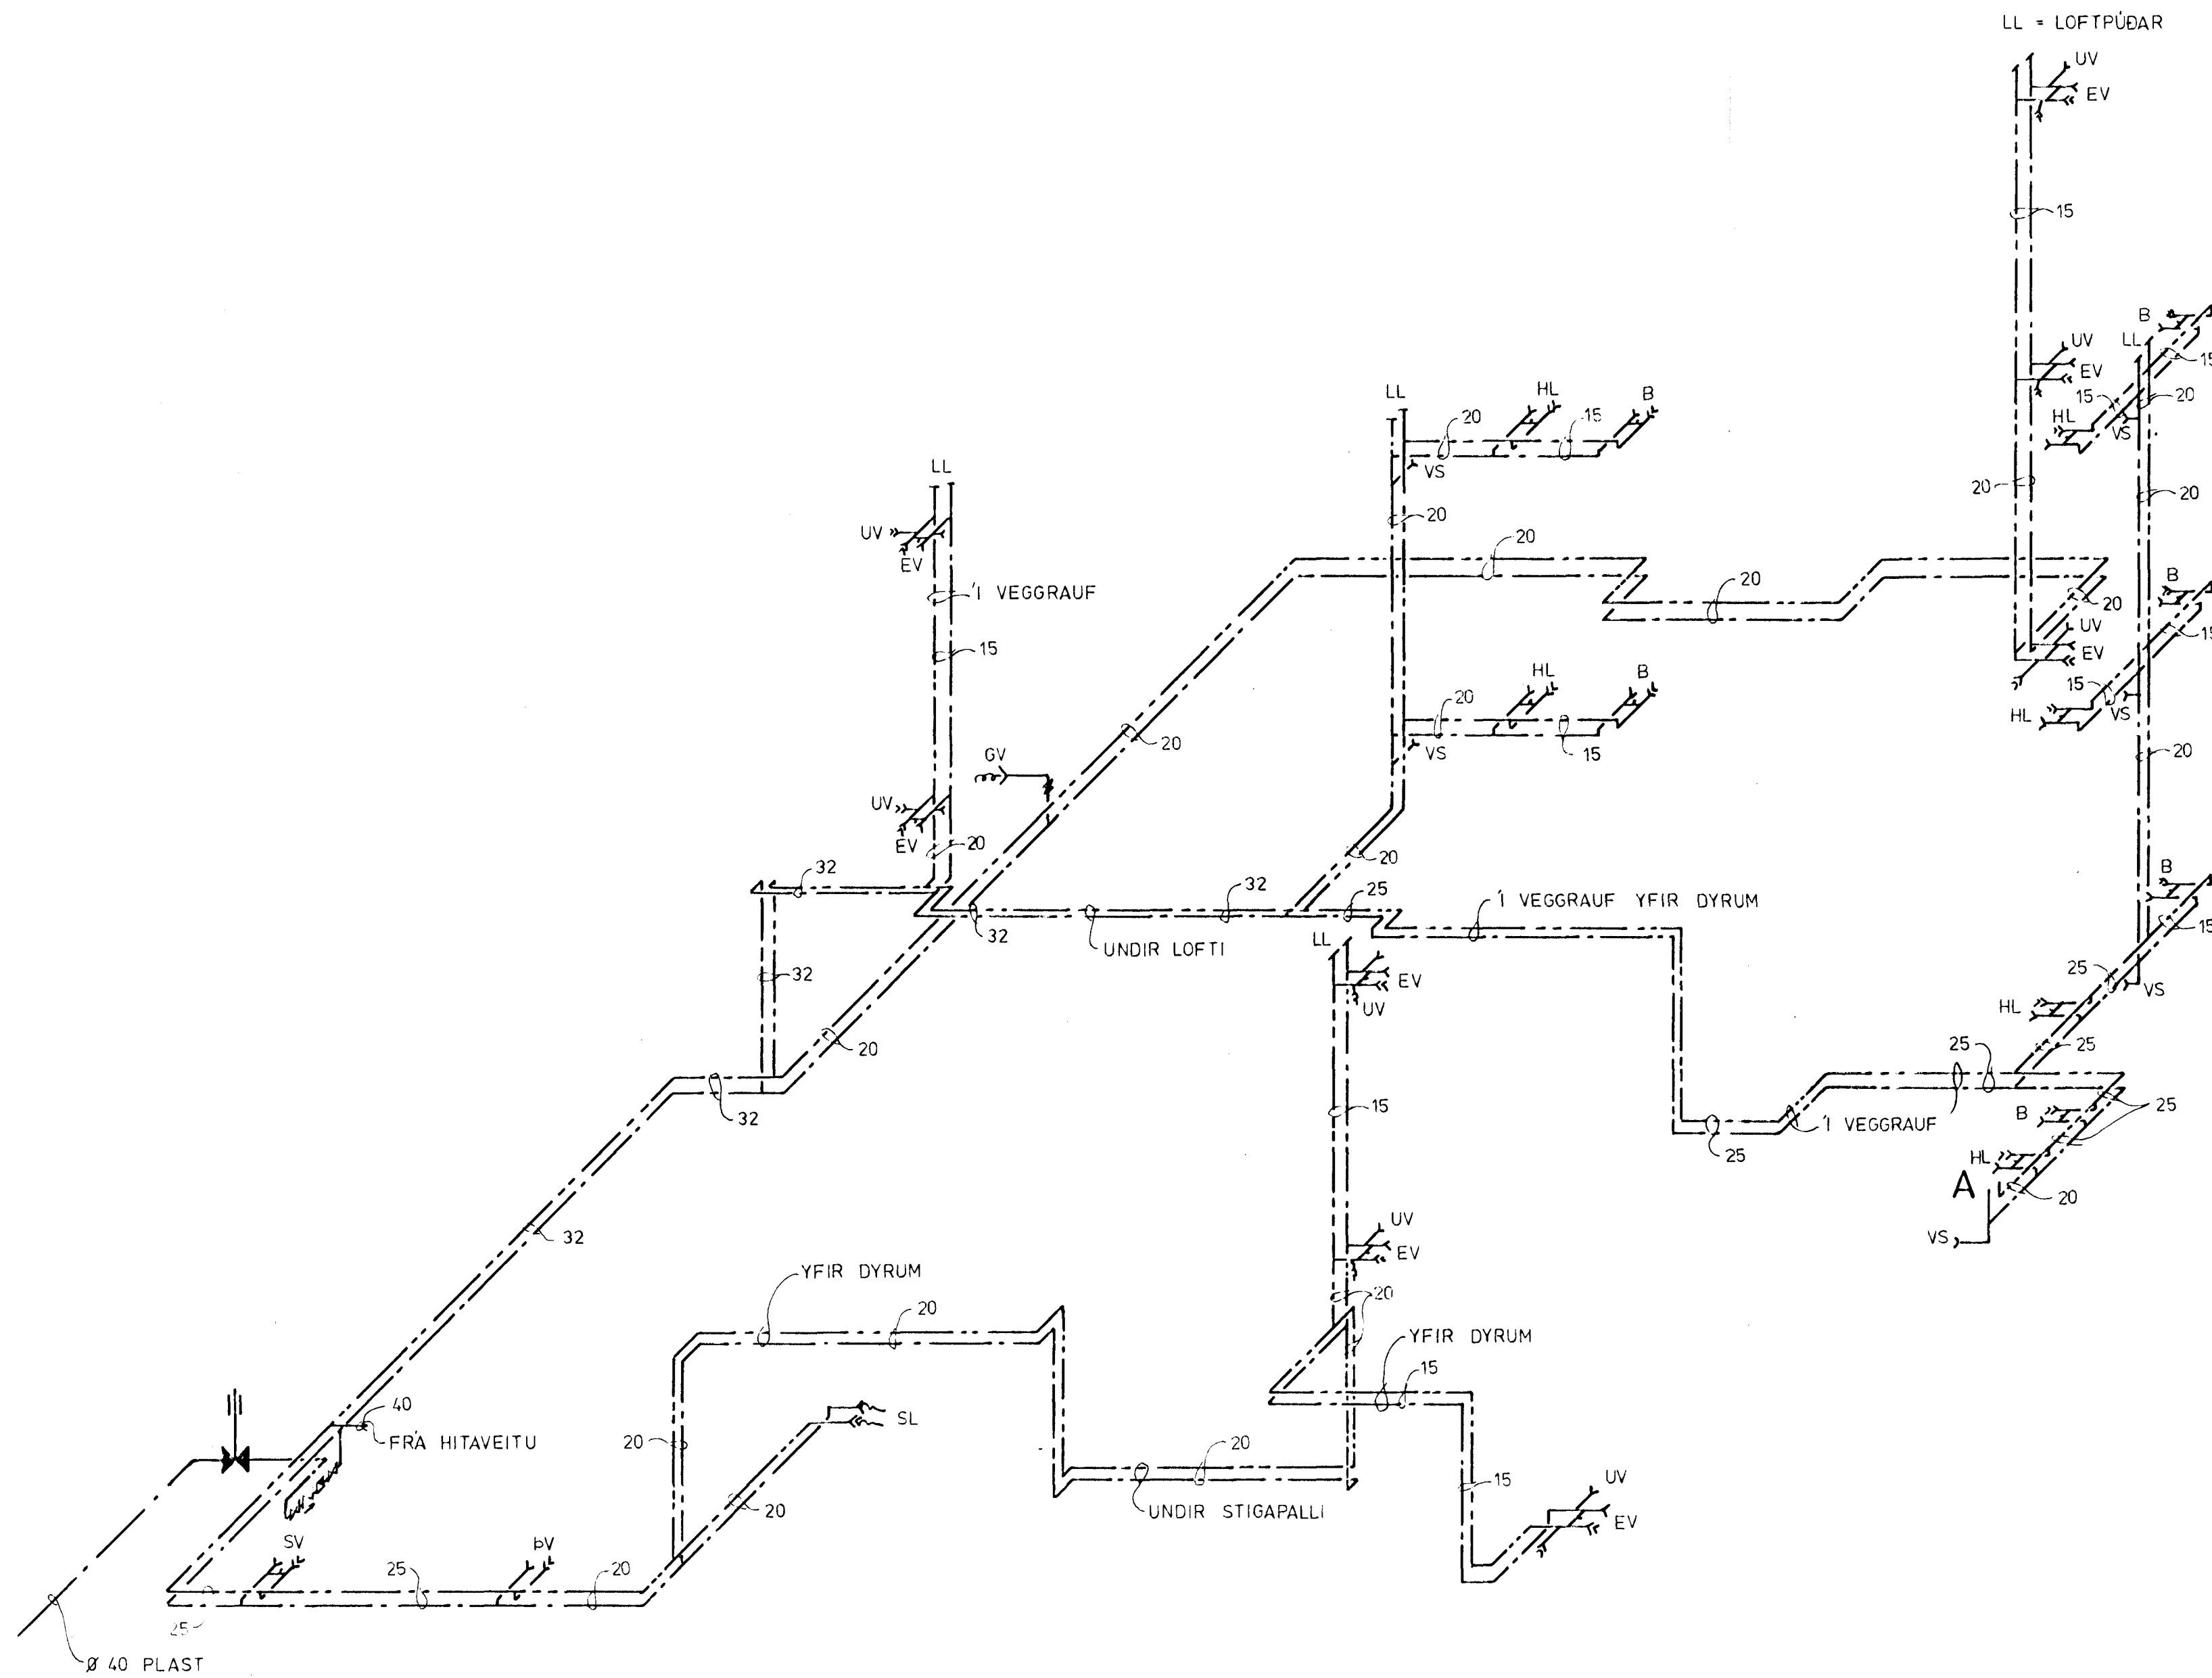 LL = LOFTPÚÐAR
UV
EV
15
B
LL
UV
EV
15
15
20
HL
VS
LL
HL
B
20
15
VS
LL
20
20
20
UV
EV
20
20
Í VEGGRAUF
20
B
20
UV
EV
15
15
15
HL
VS
HL
B
20
15
VS
20
GV
20
UV
EV
20
20
32
32
25
B
Í VEGGRAUF YFIR DYRUM
15
32
UNDIR LOFTI
LL
32
EV
UV
25
VS
HL
20
25
25
15
32
25
B
Í VEGGRAUF
25
HL
A
20
VS
32
UV
EV
YFIR DYRUM
20
20
YFIR DYRUM
15
40
SL
FRÁ HITAVEITU
20
20
15
UV
20
UNDIR STIGAPALLI
EV
SV
ÞV
25
20
25
Ø 40 PLAST